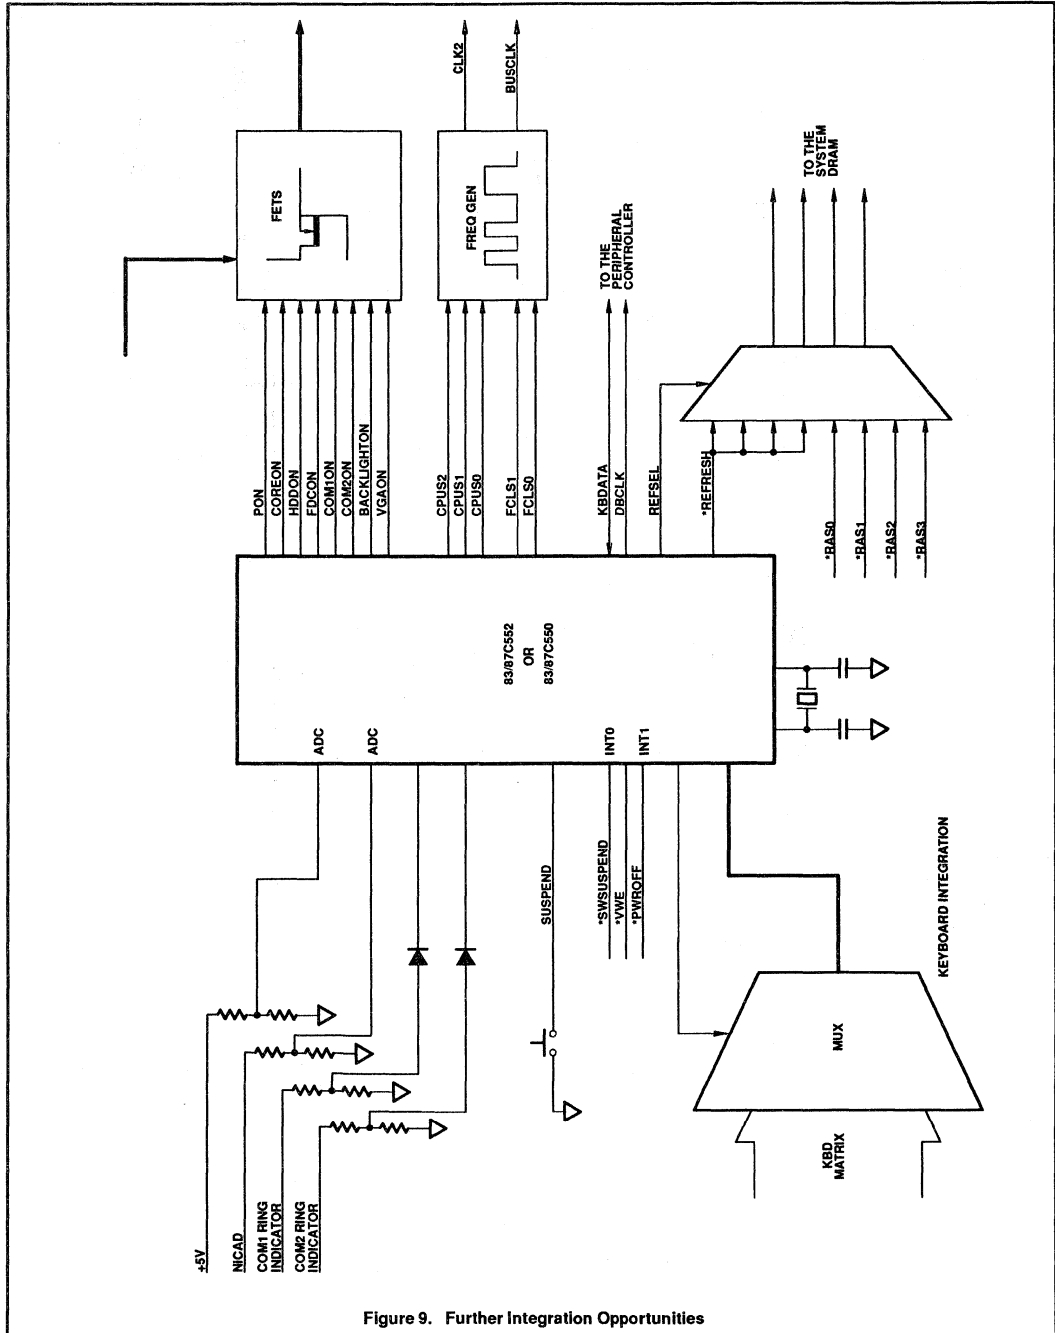 CLK2
BUSCLK
FETS
FREQ GEN
TO THE
PERIPHERAL
CONTROLLER
TO THE
SYSTEM
DRAM
PON
COREON
HDDON
FDCON
COM1ON
COM2ON
BACKLIGHTON
VGAON
CPUS2
CPUS1
CPUS0
FCLS1
FCLS0
KBDATA
DBCLK
REFSEL
*REFRESH
*RAS0
*RAS1
*RAS2
*RAS3
83/87C552
OR
83/87C550
ADC
ADC
INT0
INT1
SUSPEND
*SWSUSPEND
*VWE
*PWROFF
KEYBOARD INTEGRATION
MUX
KBD
MATRIX
+5V
NICAD
COM1 RING
INDICATOR
COM2 RING
INDICATOR
Figure 9. Further Integration Opportunities